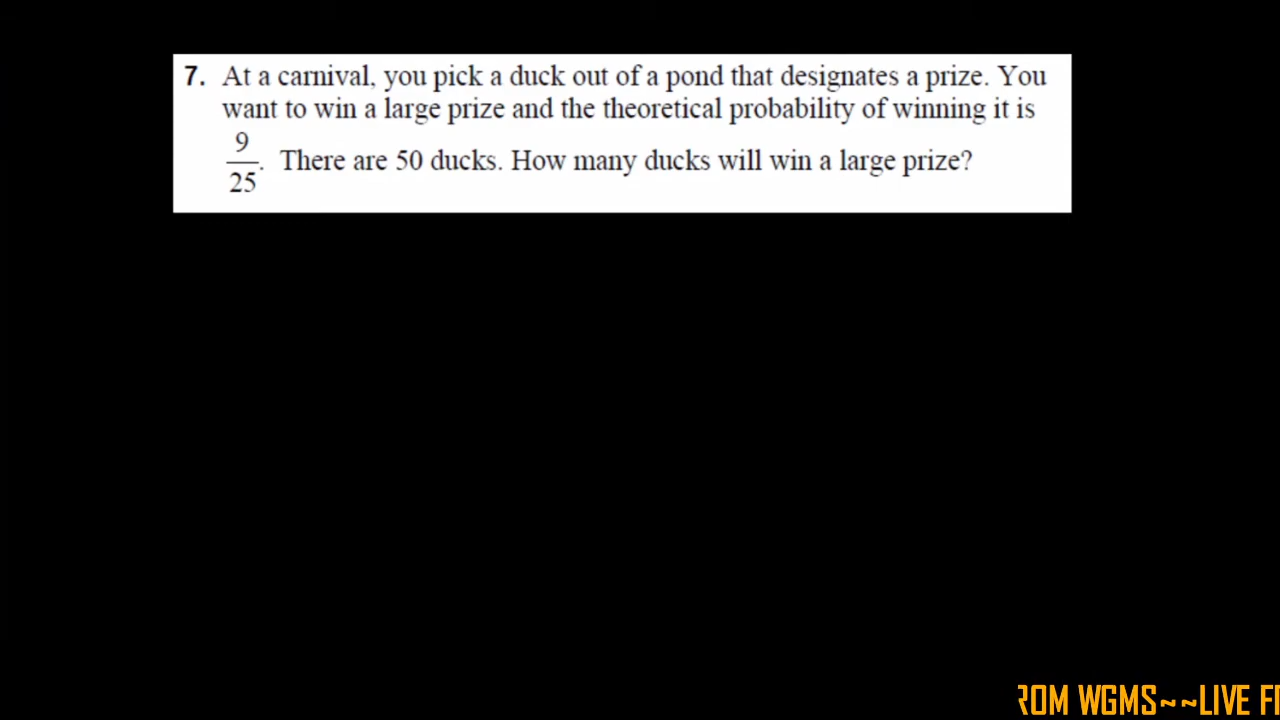 7. At a carnival, you pick a duck out of a pond that designates a prize. You
want to win a large prize and the theoretical probability of winning it is
9/25. There are 50 ducks. How many ducks will win a large prize?
ROM WGMS~~LIVE F